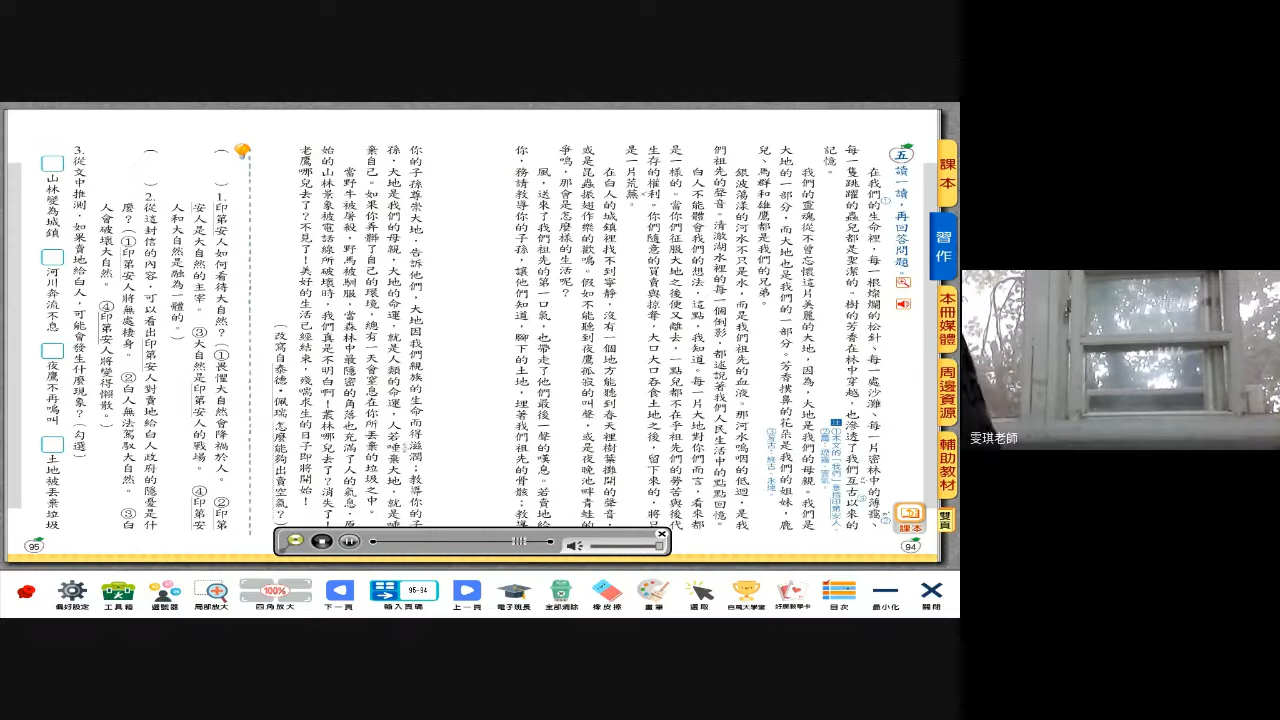 五 讀一讀，再回答問題。
在我們的生命裡，每一根燦爛的松針、每一處沙灘、每一片密林中的薄靄、
每一隻跳躍的蟲兒都是聖潔的。樹的芳香在林中穿越，也滲透了我們亙古以來的
記憶。
我們的靈魂從不曾忘懷這片美麗的大地，因為，大地是我們的母親。我們是
大地的一部分，而大地也是我們的一部分。芳香撲鼻的花朵是我們的姐妹，鹿
兒、馬群和雄鷹都是我們的兄弟。
銀波蕩漾的河水不只是水，而是我們祖先的血液。那河水嗚咽的低迴，是我
們祖先的聲音。清澈湖水裡的每一個倒影，都述說著我們人民生活中的點點回憶。
白人不能體會我們的想法，這點，我知道。每一片大地對你們而言，看來都
是一樣的。當你們征服大地之後便又離去，一點兒都不在乎祖先們的勞苦與後代
生存的權利。你們隨意的買賣與掠奪，大口大口吞食土地之後，留下來的，將只
是一片荒蕪。
在白人的城鎮裡找不到寧靜，沒有一個地方能聽到春天裡樹葉攤開的聲音，
或是昆蟲振翅作樂的歡鳴。假如不能聽到夜鷹孤寂的叫聲，或是夜晚池畔青蛙的
爭鳴，那會是怎麼樣的生活呢？
風，送來了我們祖先的第一口氣，也帶走了他們最後一聲的嘆息。若賣地給
你，務請教導你的子孫，讓他們知道，腳下的土地，埋著我們祖先的骨骸；教導
注
①本文的「我們」意指印第安人。
②靄：煙霧、雲氣。
③亙古：終古、永遠。
94
你的子孫尊崇大地，告訴他們，大地因我們親族的生命而得滋潤；教導你的子
孫，大地是我們的母親，大地的命運，就是人類的命運，人若唾棄大地，就是唾
棄自己。如果你弄髒了自己的環境，總有一天會窒息在你所丟棄的垃圾之中。
當野牛被屠殺，野馬被馴服，當森林中最隱密的角落也充滿了人的氣息，原
始的山林景象被電話線所破壞時，我們真是不明白啊！叢林哪兒去了？消失了！
老鷹哪兒去了？不見了！美好的生活已經結束，殘喘求生的日子即將開始！
（改寫自泰德．佩瑞 怎麼能夠出賣空氣？）
（ ）1.印第安人如何看待大自然？（①畏懼大自然會降禍於人。 ②印第
安人是大自然的主宰。 ③大自然是印第安人的戰場。 ④印第安
人和大自然是融為一體的。）
（ ）2.從這封信的內容，可以看出印第安人對賣地給白人政府的隱憂是什
麼？（①印第安人將無處棲身。 ②白人無法駕馭大自然。 ③白
人會破壞大自然。 ④印第安人將變得懶散。）
3.從文中推測，如果賣地給白人，可能會發生什麼現象？（勾選）
山林變為城鎮
河川奔流不息
夜鷹不再鳴叫
土地被丟棄垃圾
95
課本
習作
本冊媒體
周邊資源
輔助教材
雙頁
課本
雯琪老師
偏好設定
工具箱
選號器
局部放大
100%
四角放大
下一頁
95-94
輸入頁碼
上一頁
電子班長
全部清除
橡皮擦
畫筆
選取
百萬大學堂
好康教學卡
目次
最小化
關閉